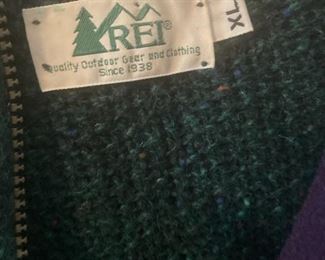 REI®
Quality Outdoor Gear and Clothing
Since 1938
XL